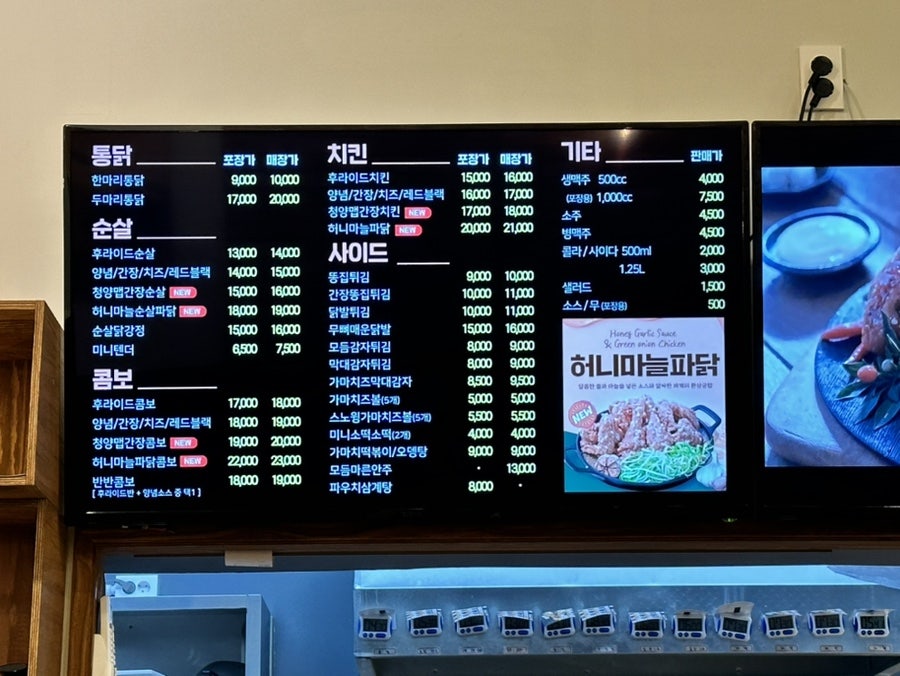 통닭 포장가 매장가
한마리통닭 9,000 10,000
두마리통닭 17,000 20,000
순살
후라이드순살 13,000 14,000
양념/간장/치즈/레드블랙 14,000 15,000
청양맵간장순살 NEW 15,000 16,000
허니마늘순살파닭 NEW 18,000 19,000
순살닭강정 15,000 16,000
미니텐더 6,500 7,500
콤보
후라이드콤보 17,000 18,000
양념/간장/치즈/레드블랙 18,000 19,000
청양맵간장콤보 NEW 19,000 20,000
허니마늘파닭콤보 NEW 22,000 23,000
반반콤보 18,000 19,000
[ 후라이드반 + 양념소스 중 택1 ]
치킨 포장가 매장가
후라이드치킨 15,000 16,000
양념/간장/치즈/레드블랙 16,000 17,000
청양맵간장치킨 NEW 17,000 18,000
허니마늘파닭 NEW 20,000 21,000
사이드
똥집튀김 9,000 10,000
간장똥집튀김 10,000 11,000
닭발튀김 10,000 11,000
무뼈매운닭발 15,000 16,000
모듬감자튀김 8,000 9,000
막대감자튀김 8,000 9,000
가마치즈막대감자 8,500 9,500
가마치즈볼(5개) 5,000 5,000
스노윙가마치즈볼(5개) 5,500 5,500
미니소떡소떡(2개) 4,000 4,000
가마치떡볶이/오뎅탕 9,000 9,000
모듬마른안주 · 13,000
파우치삼계탕 8,000 ·
기타 판매가
생맥주 500cc 4,000
(포장용) 1,000cc 7,500
소주 4,500
병맥주 4,500
콜라/사이다 500ml 2,000
1.25L 3,000
샐러드 1,500
소스/무(포장용) 500
Honey Garlic Sauce
& Green onion Chicken
허니마늘파닭
NEW